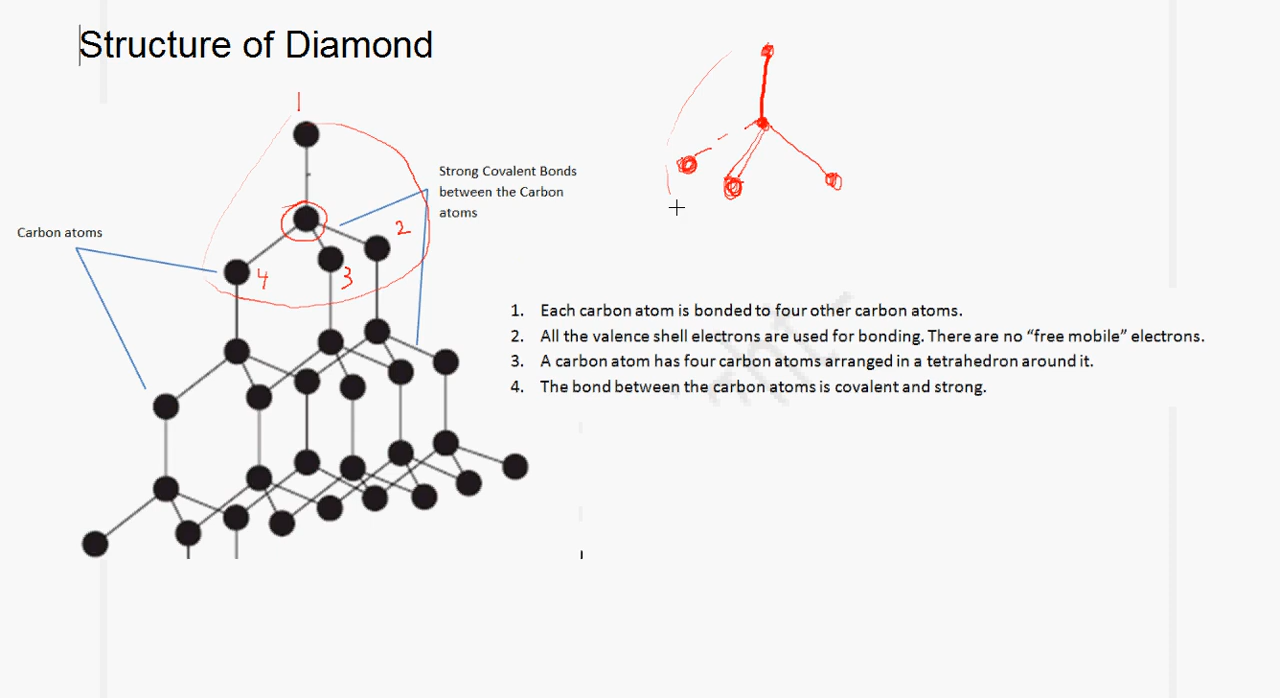 Structure of Diamond
1
Strong Covalent Bonds
between the Carbon
atoms
Carbon atoms
2
4
3
1. Each carbon atom is bonded to four other carbon atoms.
2. All the valence shell electrons are used for bonding. There are no “free mobile” electrons.
3. A carbon atom has four carbon atoms arranged in a tetrahedron around it.
4. The bond between the carbon atoms is covalent and strong.